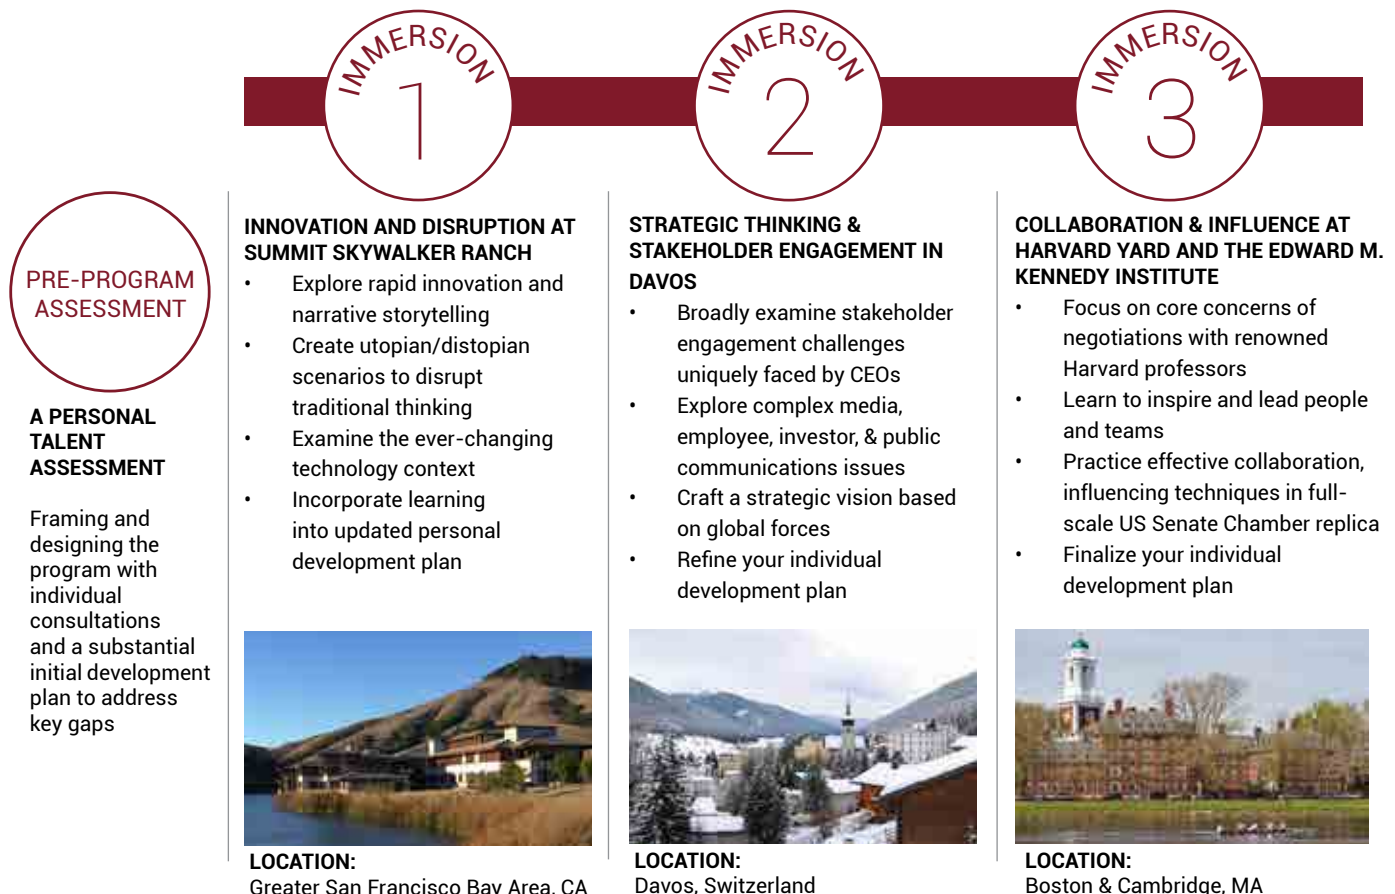 IMMERSION
1
IMMERSION
2
IMMERSION
3
PRE-PROGRAM
ASSESSMENT
A PERSONAL
TALENT
ASSESSMENT
Framing and
designing the
program with
individual
consultations
and a substantial
initial development
plan to address
key gaps
INNOVATION AND DISRUPTION AT
SUMMIT SKYWALKER RANCH
• Explore rapid innovation and
narrative storytelling
• Create utopian/distopian
scenarios to disrupt
traditional thinking
• Examine the ever-changing
technology context
• Incorporate learning
into updated personal
development plan
LOCATION:
Greater San Francisco Bay Area, CA
STRATEGIC THINKING &
STAKEHOLDER ENGAGEMENT IN
DAVOS
• Broadly examine stakeholder
engagement challenges
uniquely faced by CEOs
• Explore complex media,
employee, investor, & public
communications issues
• Craft a strategic vision based
on global forces
• Refine your individual
development plan
LOCATION:
Davos, Switzerland
COLLABORATION & INFLUENCE AT
HARVARD YARD AND THE EDWARD M.
KENNEDY INSTITUTE
• Focus on core concerns of
negotiations with renowned
Harvard professors
• Learn to inspire and lead people
and teams
• Practice effective collaboration,
influencing techniques in full-
scale US Senate Chamber replica
• Finalize your individual
development plan
LOCATION:
Boston & Cambridge, MA